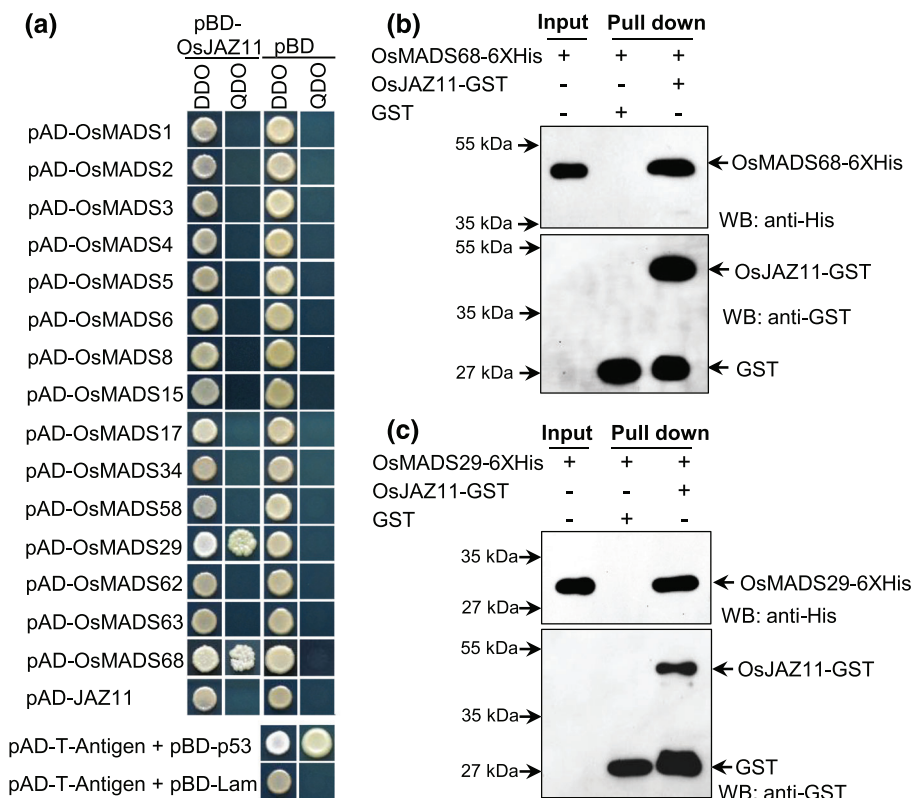 (a)
pBD-
OsJAZ11 pBD
DDO QDO DDO QDO
pAD-OsMADS1
pAD-OsMADS2
pAD-OsMADS3
pAD-OsMADS4
pAD-OsMADS5
pAD-OsMADS6
pAD-OsMADS8
pAD-OsMADS15
pAD-OsMADS17
pAD-OsMADS34
pAD-OsMADS58
pAD-OsMADS29
pAD-OsMADS62
pAD-OsMADS63
pAD-OsMADS68
pAD-JAZ11
pAD-T-Antigen + pBD-p53
pAD-T-Antigen + pBD-Lam
(b)
Input Pull down
OsMADS68-6XHis + + +
OsJAZ11-GST - - +
GST - + -
55 kDa
OsMADS68-6XHis
35 kDa
WB: anti-His
55 kDa
OsJAZ11-GST
35 kDa
WB: anti-GST
27 kDa
GST
(c)
Input Pull down
OsMADS29-6XHis + + +
OsJAZ11-GST - - +
GST - + -
35 kDa
OsMADS29-6XHis
27 kDa
WB: anti-His
55 kDa
OsJAZ11-GST
35 kDa
27 kDa
GST
WB: anti-GST